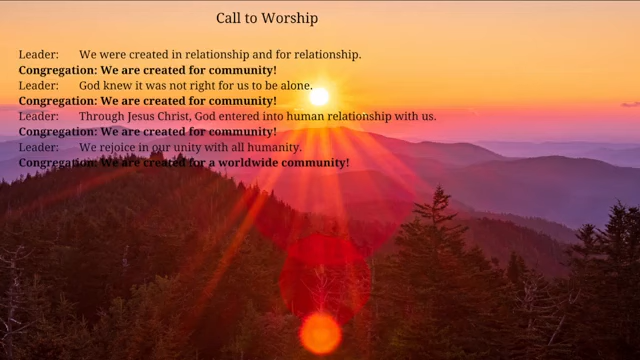 Call to Worship
Leader: We were created in relationship and for relationship.
Congregation: We are created for community!
Leader: God knew it was not right for us to be alone.
Congregation: We are created for community!
Leader: Through Jesus Christ, God entered into human relationship with us.
Congregation: We are created for community!
Leader: We rejoice in our unity with all humanity.
Congregation: We are created for a worldwide community!